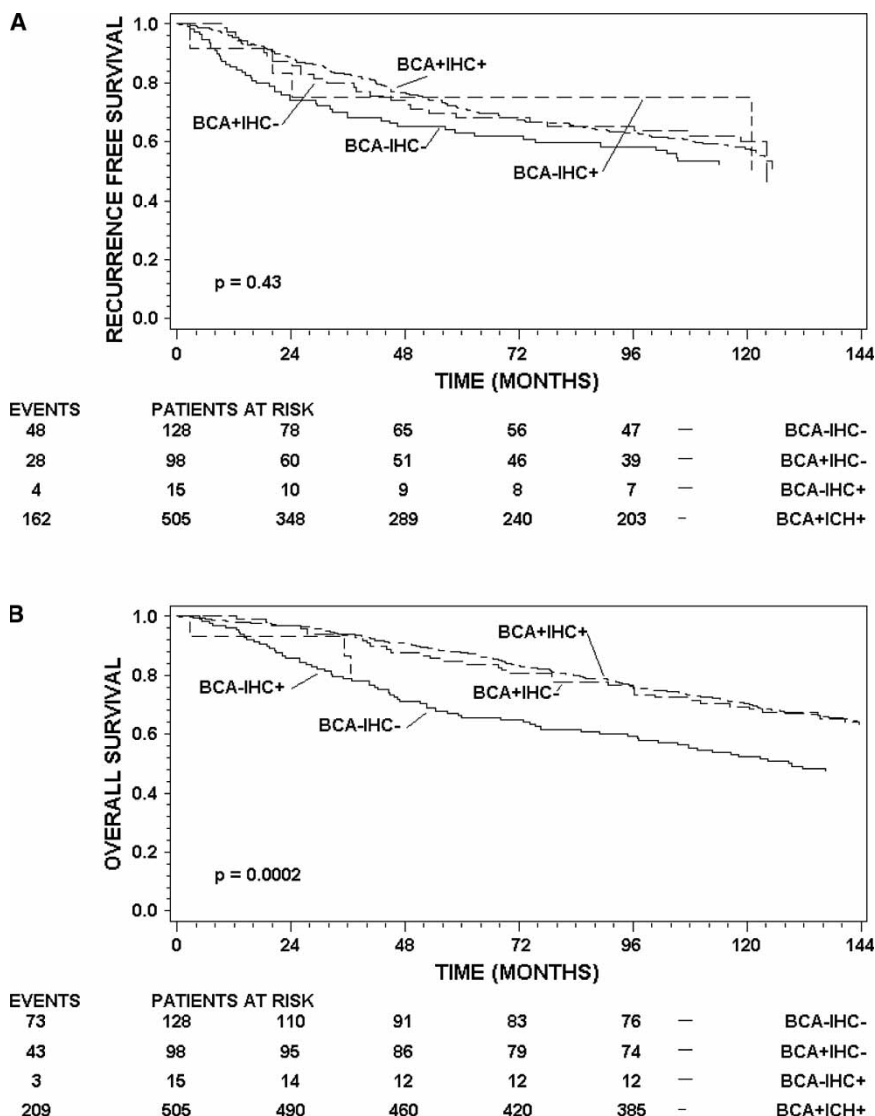 A
RECURRENCE FREE SURVIVAL
1.0
0.8
0.6
0.4
0.2
0.0
BCA+IHC+
BCA+IHC-
BCA-IHC-
BCA-IHC+
p = 0.43
0 24 48 72 96 120 144
TIME (MONTHS)
EVENTS PATIENTS AT RISK
48 128 78 65 56 47 — BCA-IHC-
28 98 60 51 46 39 — BCA+IHC-
4 15 10 9 8 7 — BCA-IHC+
162 505 348 289 240 203 - BCA+ICH+
B
OVERALL SURVIVAL
1.0
0.8
0.6
0.4
0.2
0.0
BCA+IHC+
BCA+IHC-
BCA-IHC+
BCA-IHC-
p = 0.0002
0 24 48 72 96 120 144
TIME (MONTHS)
EVENTS PATIENTS AT RISK
73 128 110 91 83 76 — BCA-IHC-
43 98 95 86 79 74 — BCA+IHC-
3 15 14 12 12 12 — BCA-IHC+
209 505 490 460 420 385 - BCA+ICH+